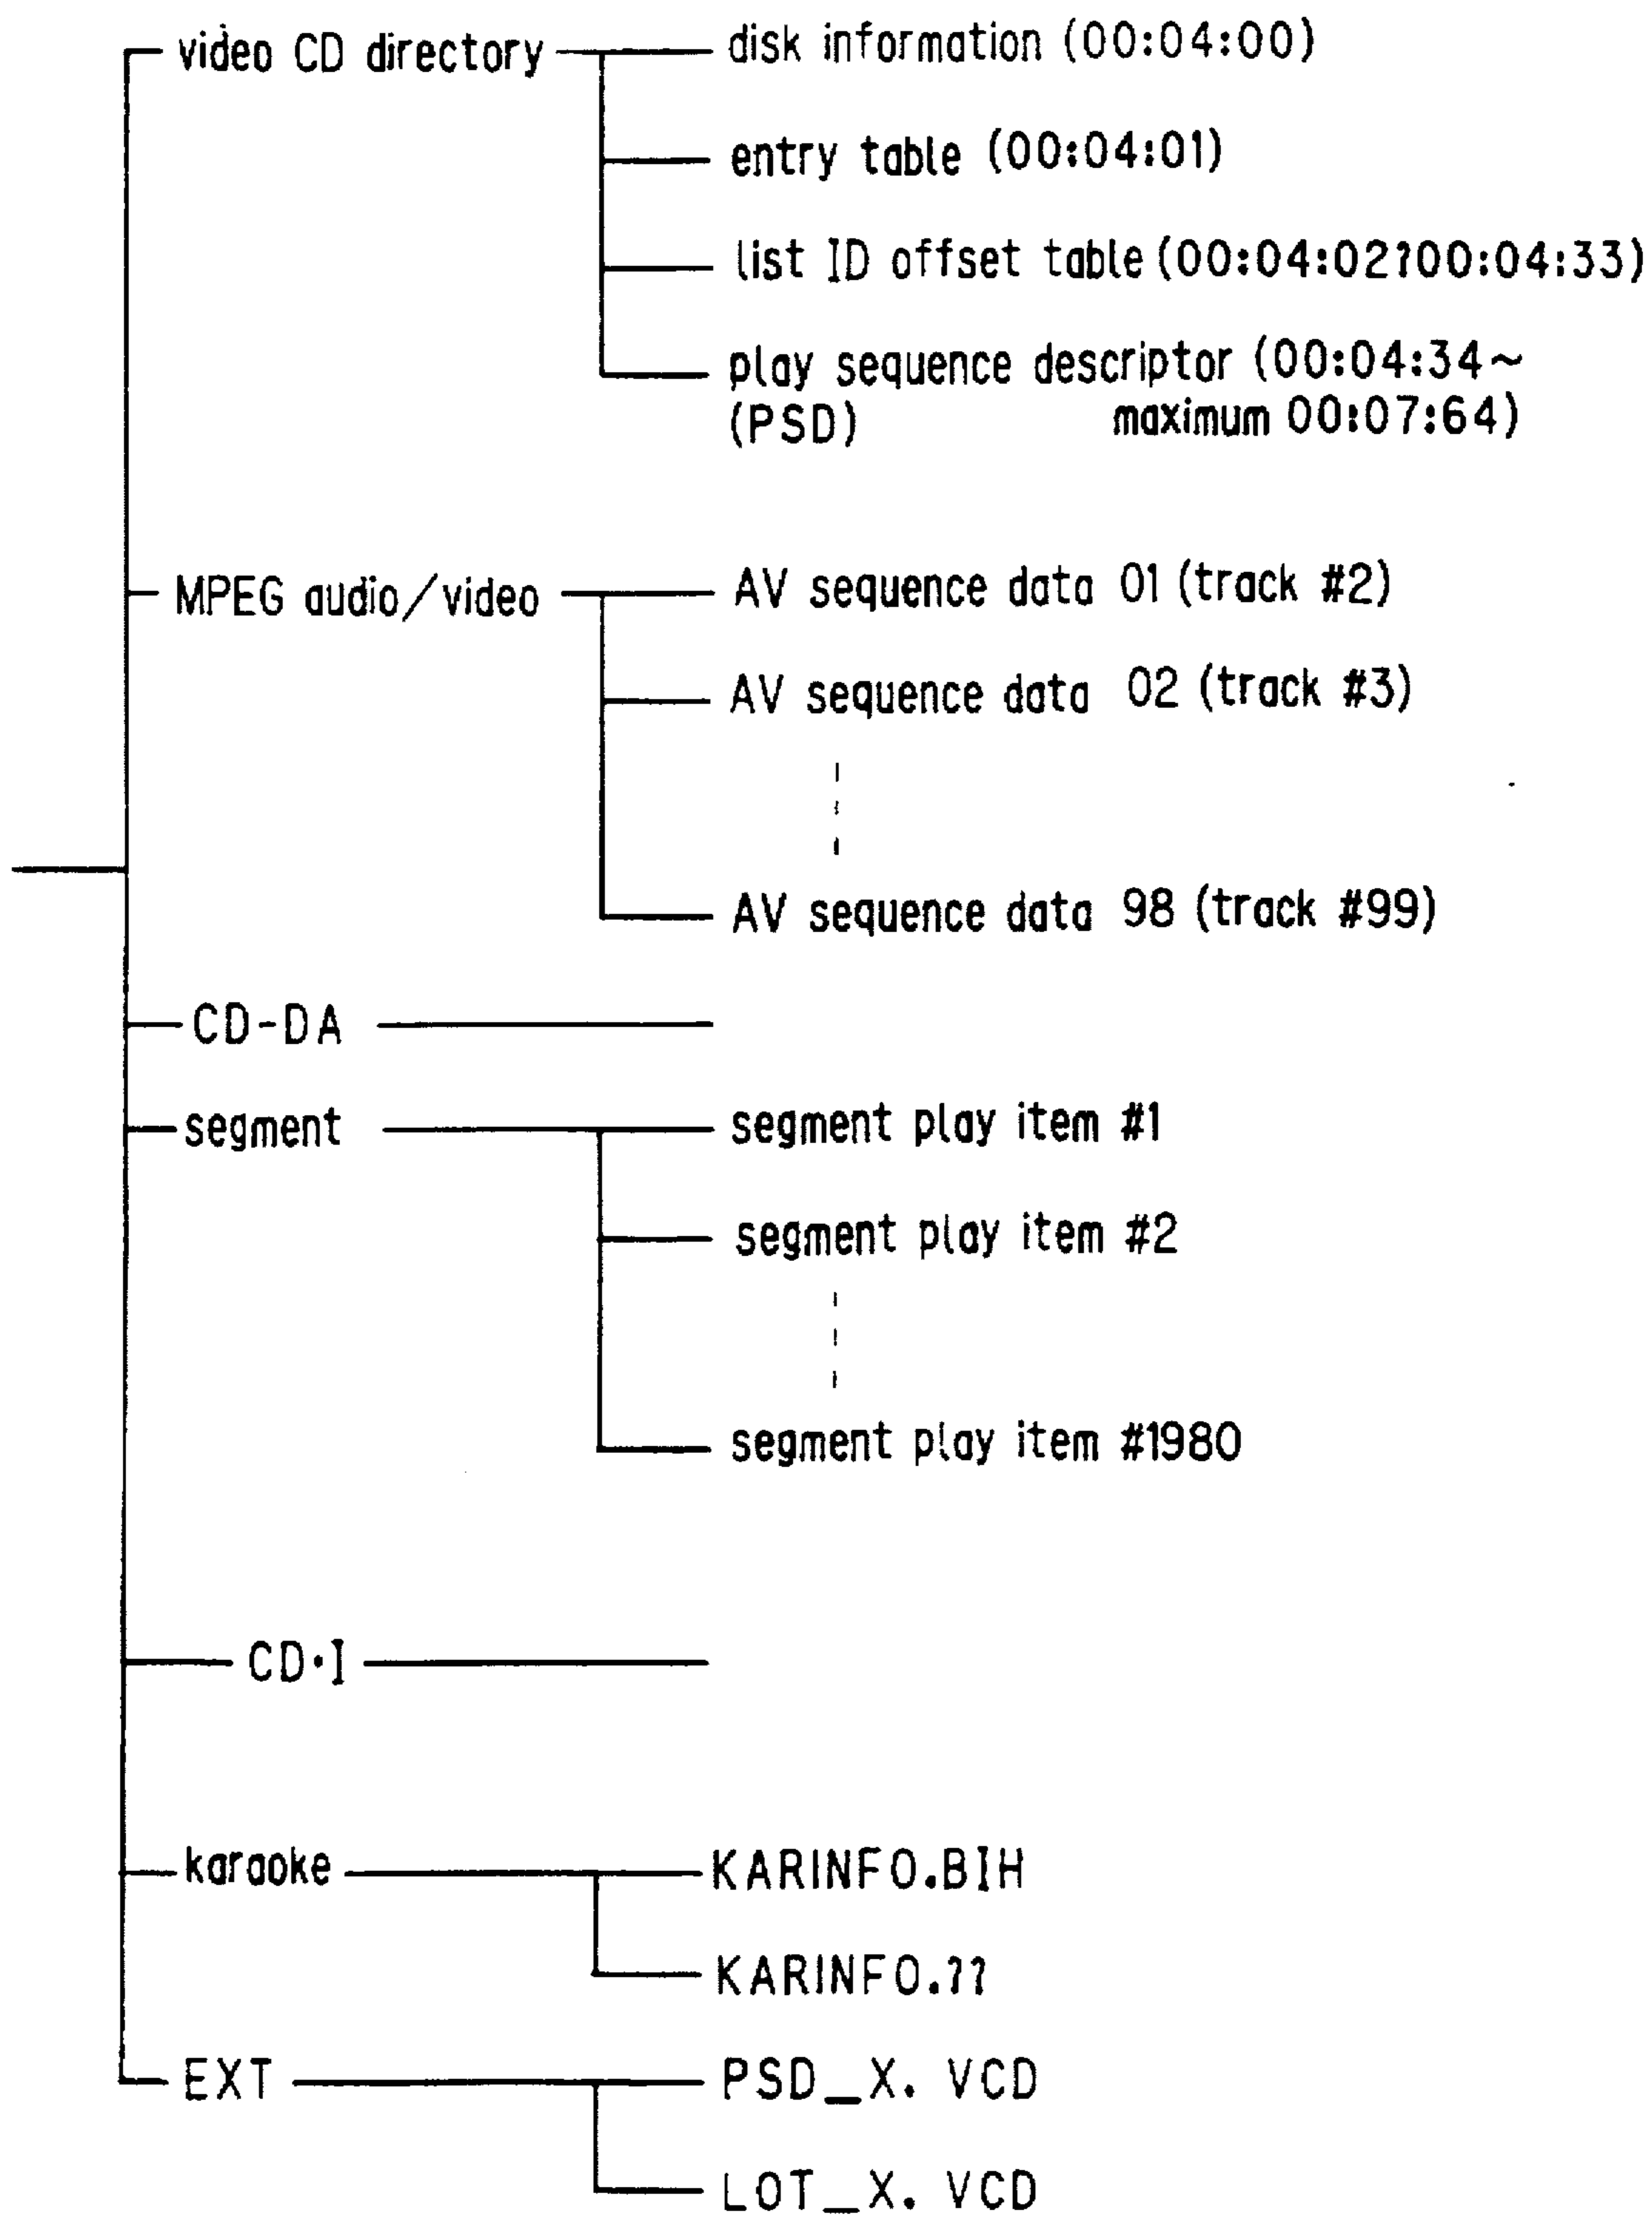 video CD directory
disk information (00:04:00)
entry table (00:04:01)
list ID offset table (00:04:02?00:04:33)
play sequence descriptor (00:04:34~
(PSD) maximum 00:07:64)
MPEG audio/video
AV sequence data 01 (track #2)
AV sequence data 02 (track #3)
AV sequence data 98 (track #99)
CD-DA
segment
segment play item #1
segment play item #2
segment play item #1980
CD·I
karaoke
KARINFO.BIH
KARINFO.??
EXT
PSD_X. VCD
LOT_X. VCD